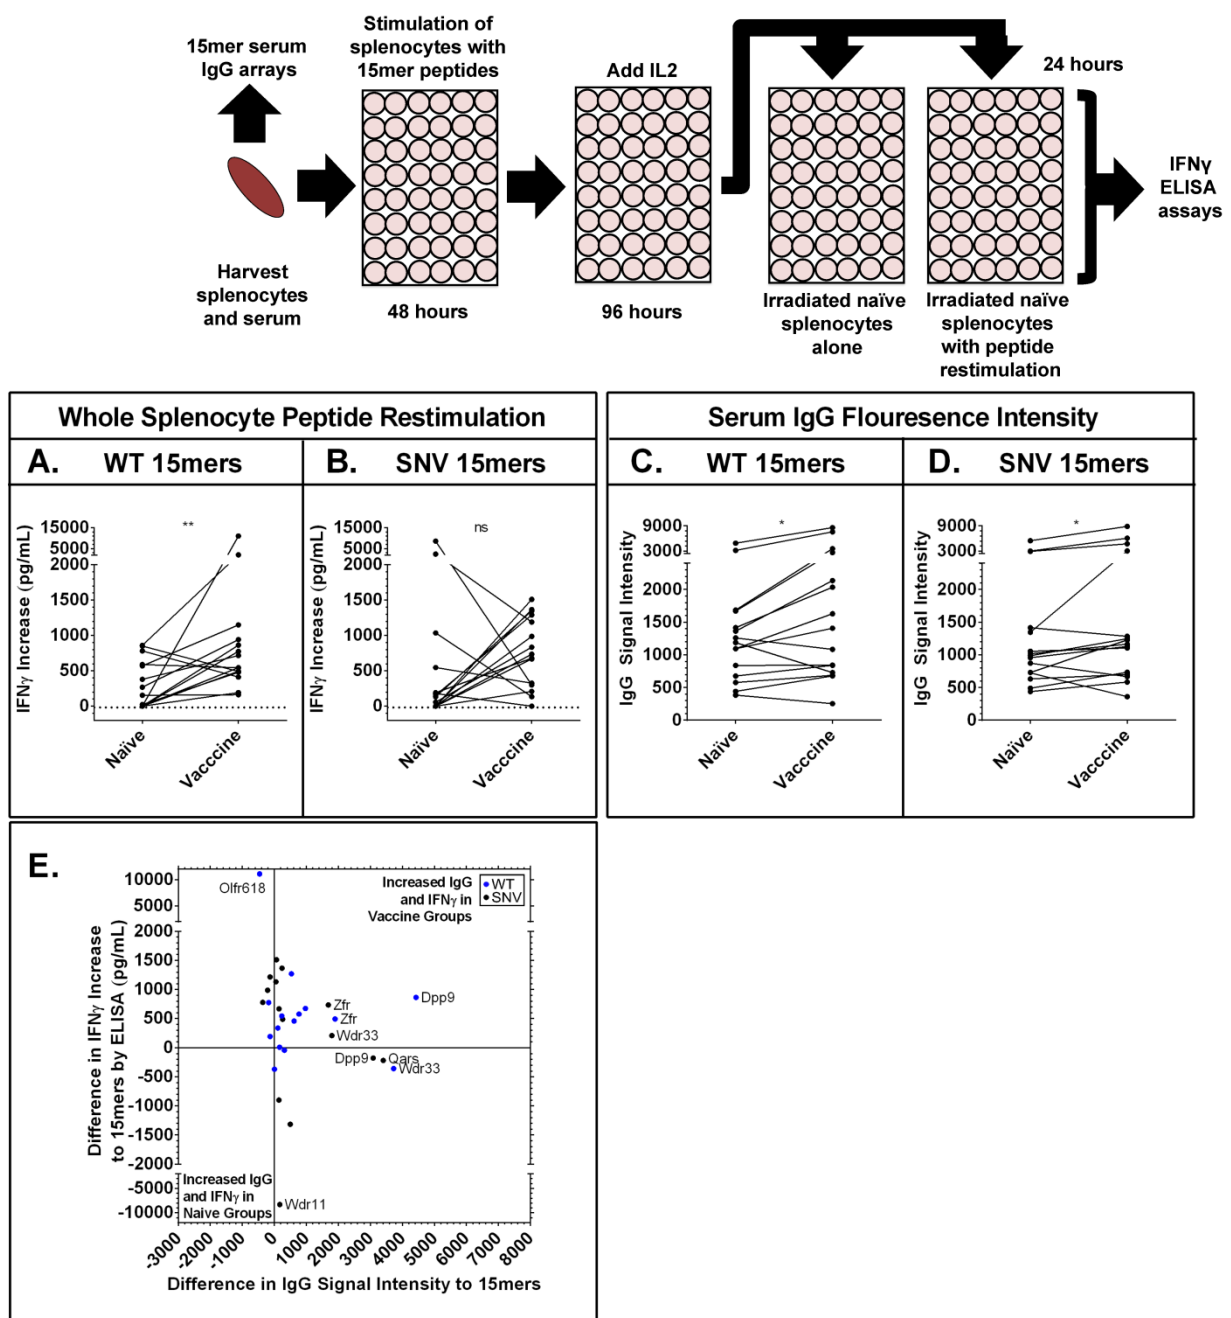 15mer serum
IgG arrays
Stimulation of
splenocytes with
15mer peptides
Add IL2
24 hours
IFNγ
ELISA
assays
Harvest
splenocytes
and serum
48 hours
96 hours
Irradiated naïve
splenocytes
alone
Irradiated naïve
splenocytes
with peptide
restimulation
Whole Splenocyte Peptide Restimulation
A. WT 15mers
B. SNV 15mers
IFNγ Increase (pg/mL)
15000
5000
1500
1000
500
0
**
Naïve
Vacccine
IFNγ Increase (pg/mL)
15000
5000
1500
1000
500
0
ns
Naïve
Vacccine
Serum IgG Flouresence Intensity
C. WT 15mers
D. SNV 15mers
IgG Signal Intensity
9000
3000
2000
1500
1000
500
0
*
Naïve
Vacccine
IgG Signal Intensity
9000
3000
2000
1500
1000
500
0
*
Naïve
Vacccine
E.
Difference in IFNγ Increase
to 15mers by ELISA (pg/mL)
10000
5000
2000
1500
1000
500
0
-500
-1000
-1500
-2000
-5000
-10000
Olfr618
Increased IgG
and IFNγ in
Vaccine Groups
WT
SNV
Zfr
Dpp9
Zfr
Wdr33
Dpp9
Qars
Wdr33
Increased IgG
and IFNγ in
Naive Groups
Wdr11
-3000
-2000
-1000
0
1000
2000
3000
4000
5000
6000
7000
8000
Difference in IgG Signal Intensity to 15mers